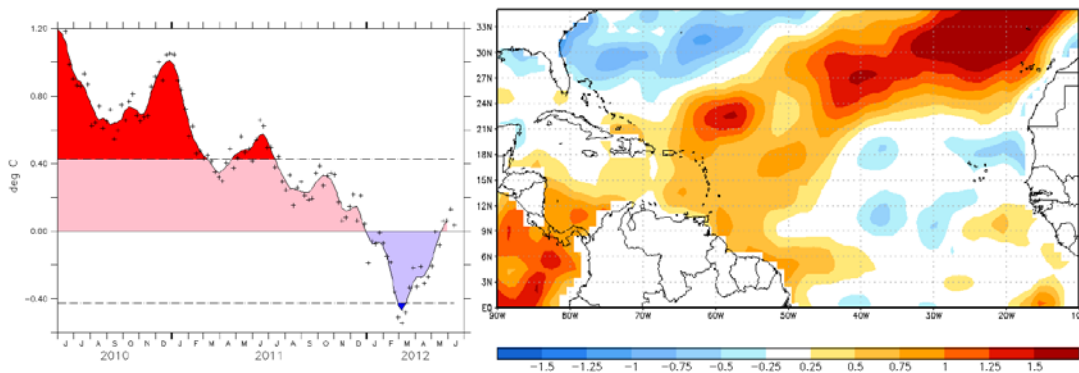 1.20
0.80
0.40
0.00
−0.40
deg C
J J A S O N D J F M A M J J A S O N D J F M A M J
2010 2011 2012
35N
33N
30N
27N
24N
21N
18N
15N
12N
9N
6N
3N
EQ
90W 80W 70W 60W 50W 40W 30W 20W 10W
−1.5 −1.25 −1 −0.75 −0.5 −0.25 0.25 0.5 0.75 1 1.25 1.5